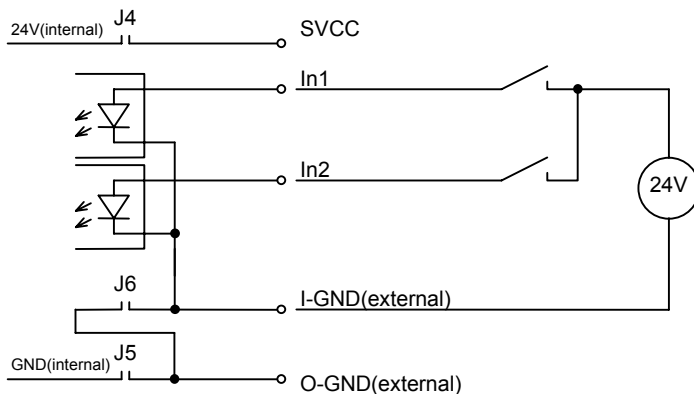 24V(internal)
J4
SVCC
In1
In2
24V
J6
I-GND(external)
GND(internal)
J5
O-GND(external)